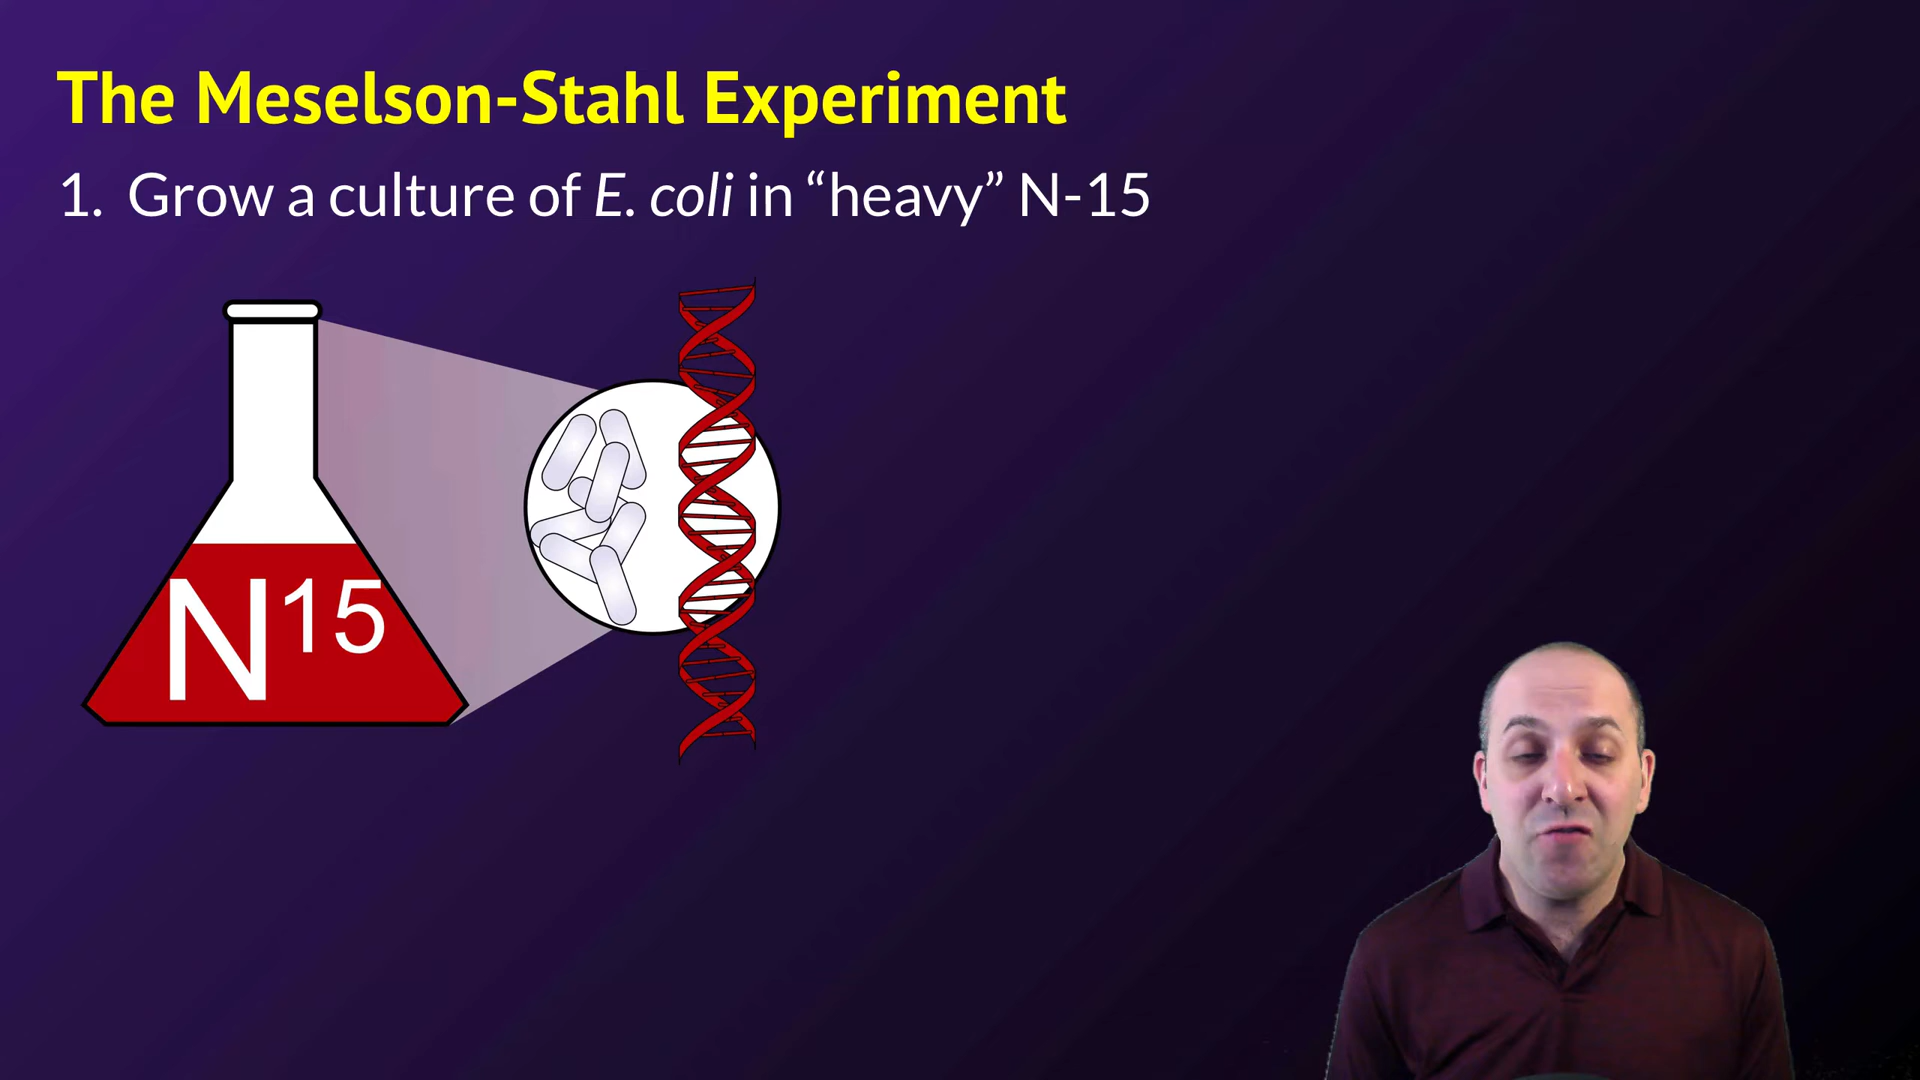 The Meselson-Stahl Experiment
1. Grow a culture of E. coli in “heavy” N-15
N15